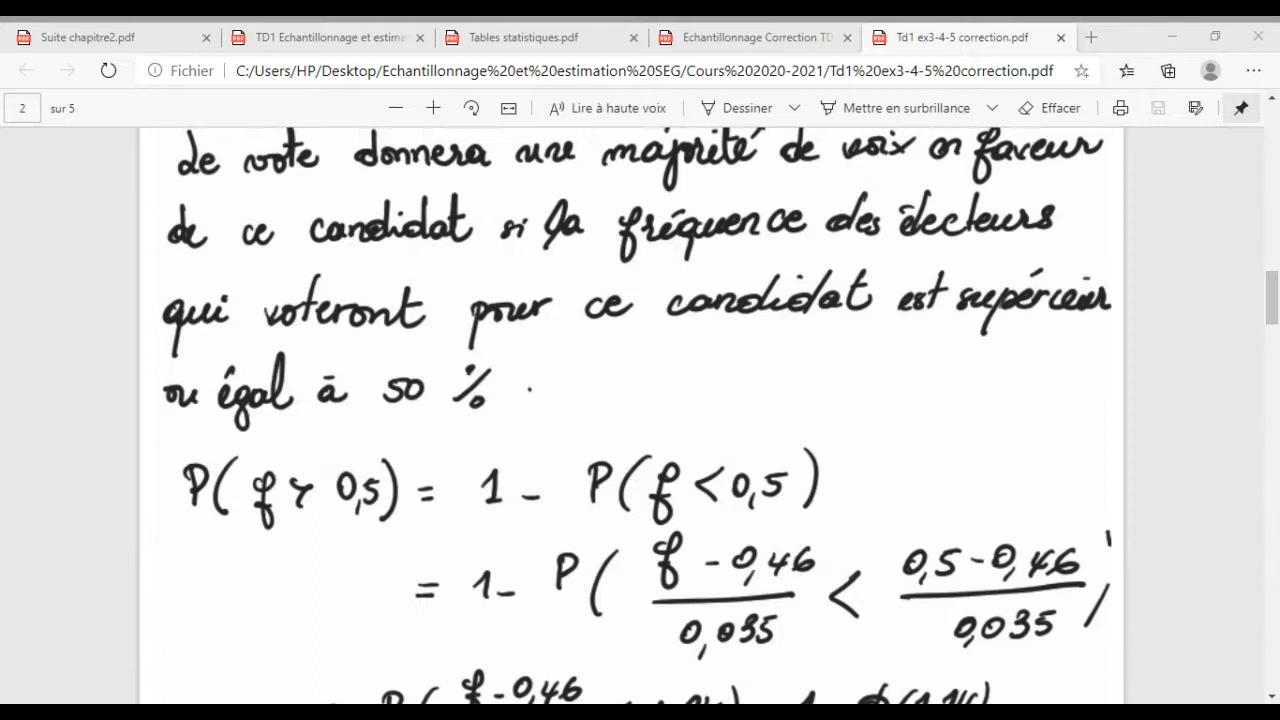 Suite chapitre2.pdf
TD1 Echantillonnage et estima
Tables statistiques.pdf
Echantillonnage Correction TD
Td1 ex3-4-5 correction.pdf
Fichier
C:/Users/HP/Desktop/Echantillonnage%20et%20estimation%20SEG/Cours%202020-2021/Td1%20ex3-4-5%20correction.pdf
2 sur 5
Lire à haute voix
Dessiner
Mettre en surbrillance
Effacer
de vote donnera une majorité de voix en faveur
de ce candidat si la fréquence des électeurs
qui voteront pour ce candidat est supérieur
ou égal à 50 % .
P( f > 0,5) = 1 - P( f < 0,5 )
= 1 - P( f - 0,46 / 0,035 < 0,5 - 0,46 / 0,035 )
P( f - 0,46